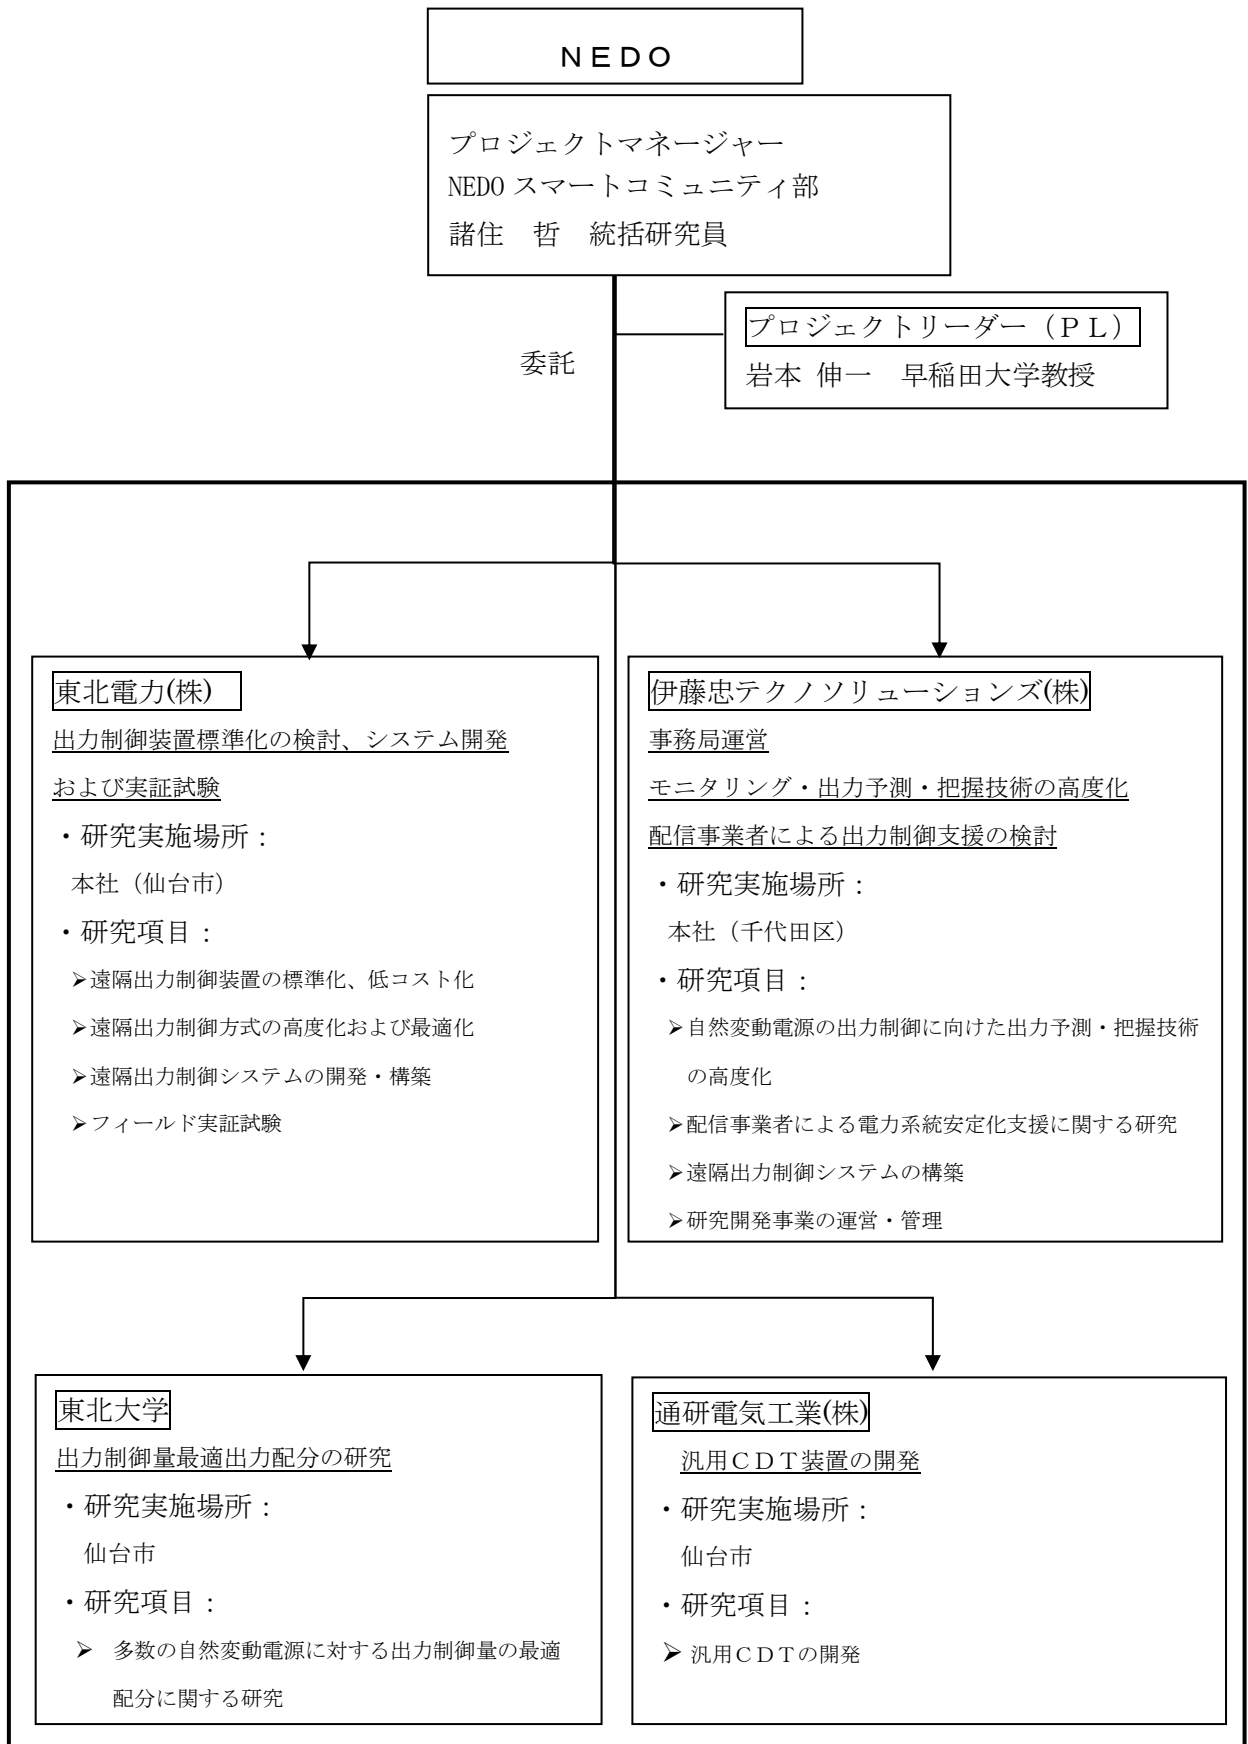 ＮＥＤＯ
プロジェクトマネージャー
NEDO スマートコミュニティ部
諸住　哲　統括研究員
プロジェクトリーダー（ＰＬ）
岩本 伸一　早稲田大学教授
委託
東北電力(株)
出力制御装置標準化の検討、システム開発
および実証試験
・研究実施場所：
本社（仙台市）
・研究項目：
➢遠隔出力制御装置の標準化、低コスト化
➢遠隔出力制御方式の高度化および最適化
➢遠隔出力制御システムの開発・構築
➢フィールド実証試験
伊藤忠テクノソリューションズ(株)
事務局運営
モニタリング・出力予測・把握技術の高度化
配信事業者による出力制御支援の検討
・研究実施場所：
本社（千代田区）
・研究項目：
➢自然変動電源の出力制御に向けた出力予測・把握技術
の高度化
➢配信事業者による電力系統安定化支援に関する研究
➢遠隔出力制御システムの構築
➢研究開発事業の運営・管理
東北大学
出力制御量最適出力配分の研究
・研究実施場所：
仙台市
・研究項目：
➢ 多数の自然変動電源に対する出力制御量の最適
配分に関する研究
通研電気工業(株)
汎用ＣＤＴ装置の開発
・研究実施場所：
仙台市
・研究項目：
➢ 汎用ＣＤＴの開発